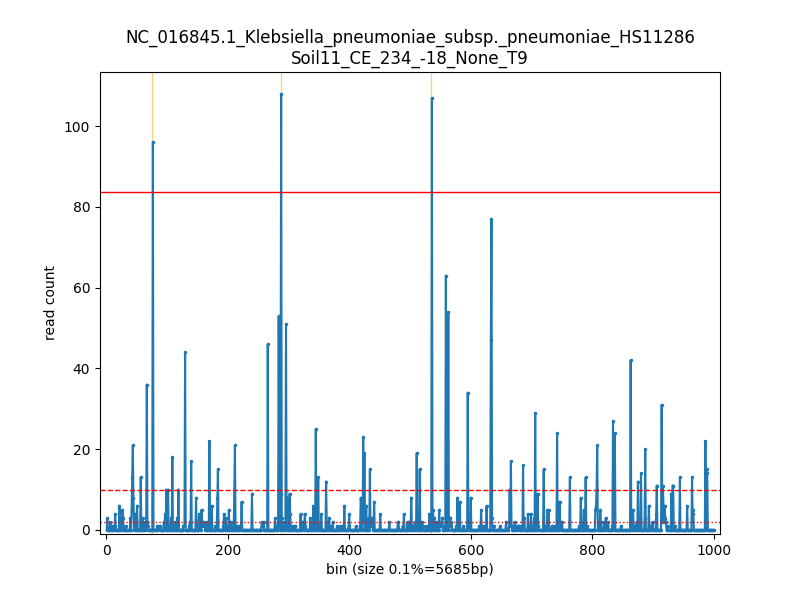 NC_016845.1_Klebsiella_pneumoniae_subsp._pneumoniae_HS11286
Soil11_CE_234_-18_None_T9
100
80
60
40
20
0
read count
0 200 400 600 800 1000
bin (size 0.1%=5685bp)